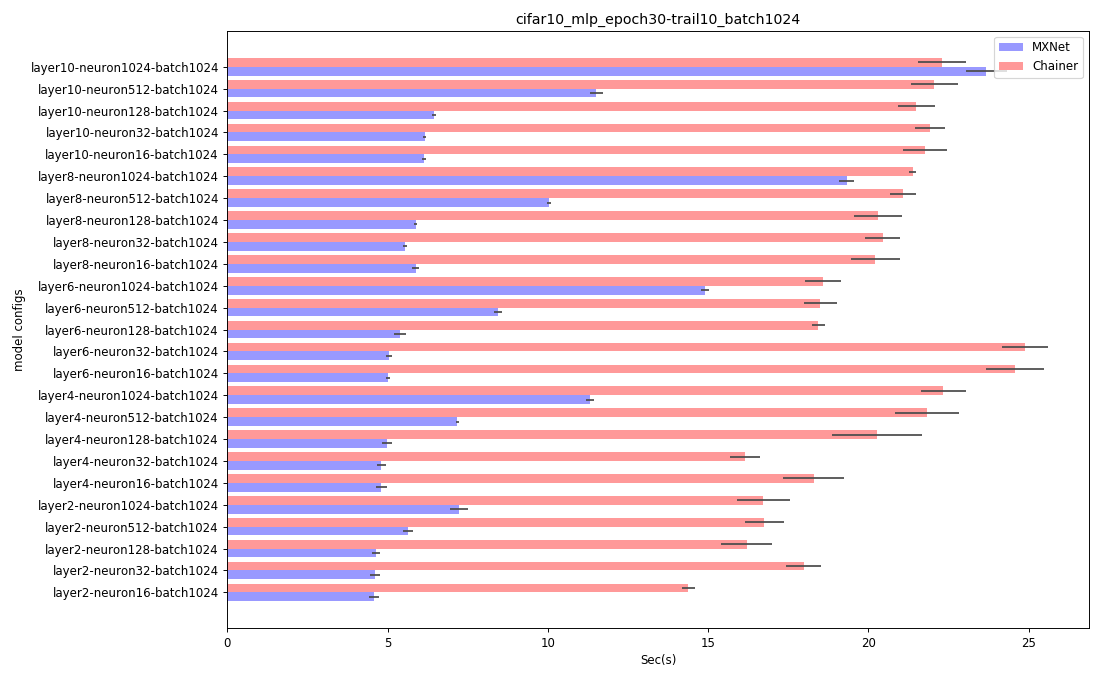 cifar10_mlp_epoch30-trail10_batch1024
MXNet
Chainer
layer10-neuron1024-batch1024
layer10-neuron512-batch1024
layer10-neuron128-batch1024
layer10-neuron32-batch1024
layer10-neuron16-batch1024
layer8-neuron1024-batch1024
layer8-neuron512-batch1024
layer8-neuron128-batch1024
layer8-neuron32-batch1024
layer8-neuron16-batch1024
layer6-neuron1024-batch1024
layer6-neuron512-batch1024
layer6-neuron128-batch1024
layer6-neuron32-batch1024
layer6-neuron16-batch1024
layer4-neuron1024-batch1024
layer4-neuron512-batch1024
layer4-neuron128-batch1024
layer4-neuron32-batch1024
layer4-neuron16-batch1024
layer2-neuron1024-batch1024
layer2-neuron512-batch1024
layer2-neuron128-batch1024
layer2-neuron32-batch1024
layer2-neuron16-batch1024
model configs
0 5 10 15 20 25
Sec(s)